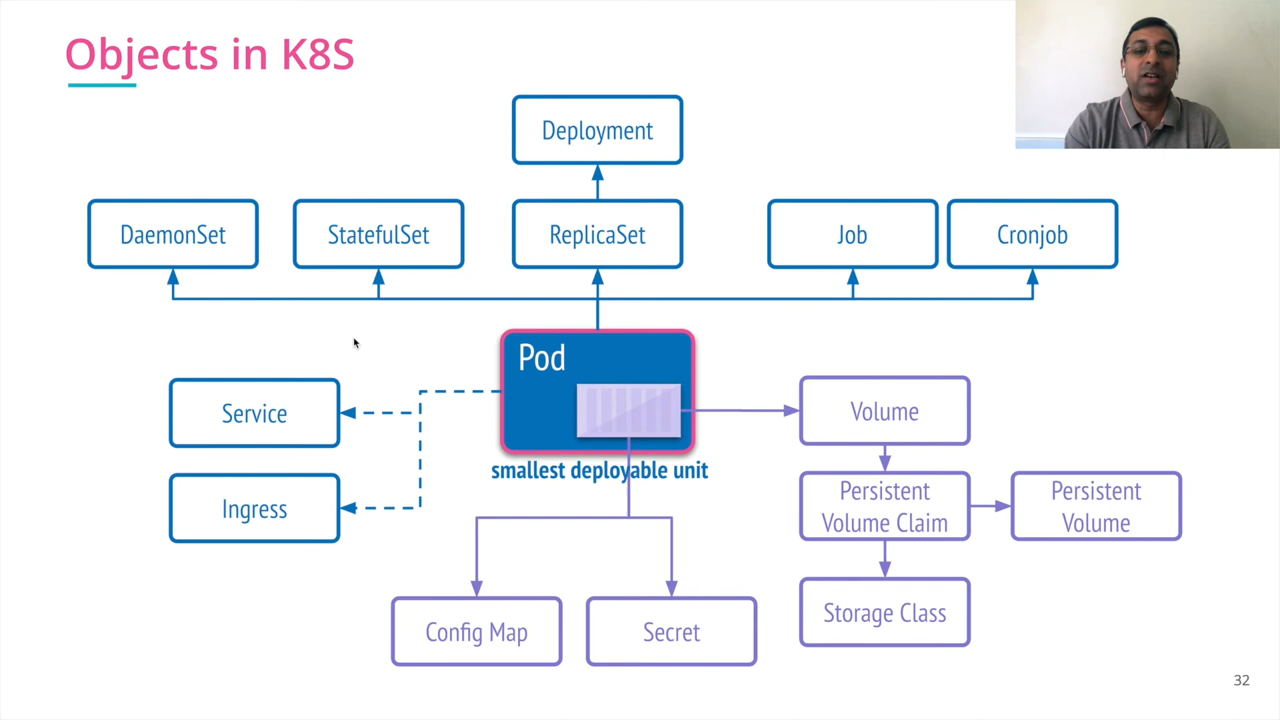 Objects in K8S
Deployment
DaemonSet
StatefulSet
ReplicaSet
Job
Cronjob
Pod
smallest deployable unit
Service
Ingress
Volume
Persistent
Volume Claim
Persistent
Volume
Storage Class
Config Map
Secret
32